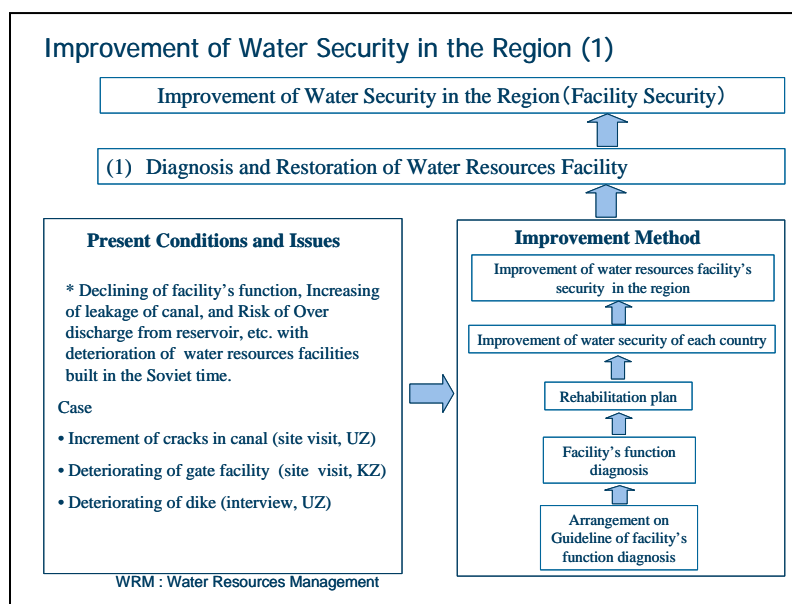 Improvement of Water Security in the Region (1)
Improvement of Water Security in the Region(Facility Security)
(1) Diagnosis and Restoration of Water Resources Facility
Present Conditions and Issues
* Declining of facility's function, Increasing
of leakage of canal, and Risk of Over
discharge from reservoir, etc. with
deterioration of water resources facilities
built in the Soviet time.
Case
• Increment of cracks in canal (site visit, UZ)
• Deteriorating of gate facility (site visit, KZ)
• Deteriorating of dike (interview, UZ)
Improvement Method
Improvement of water resources facility's
security in the region
Improvement of water security of each country
Rehabilitation plan
Facility's function
diagnosis
Arrangement on
Guideline of facility's
function diagnosis
WRM : Water Resources Management